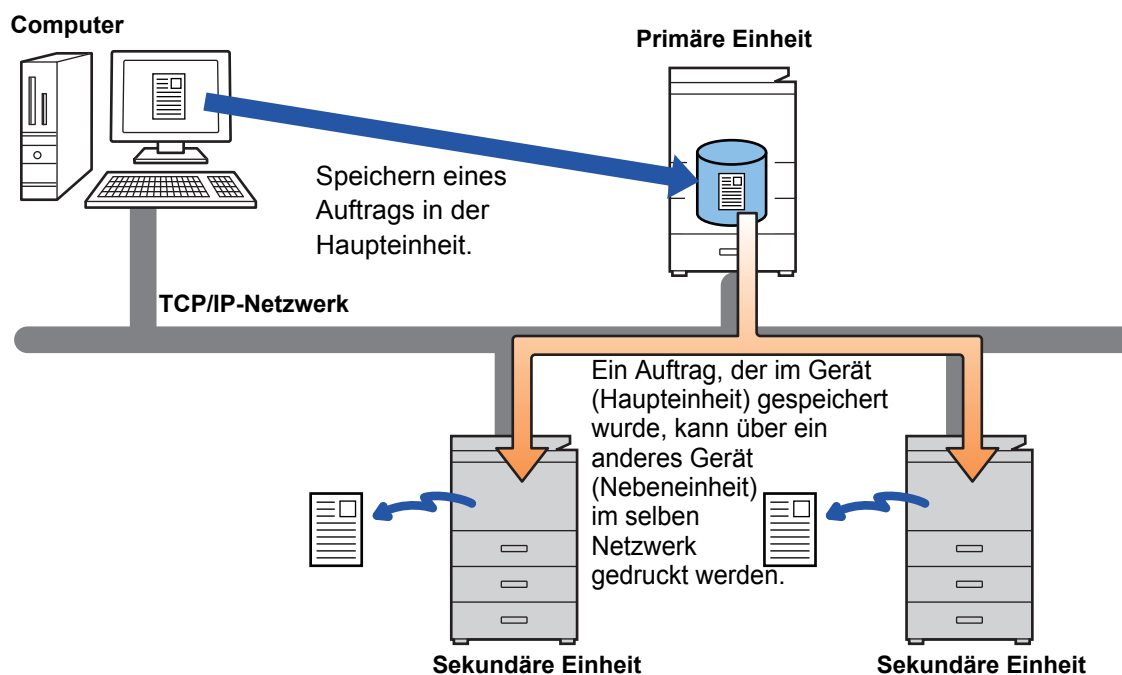 Computer
Primäre Einheit
Speichern eines
Auftrags in der
Haupteinheit.
TCP/IP-Netzwerk
Ein Auftrag, der im Gerät
(Haupteinheit) gespeichert
wurde, kann über ein
anderes Gerät
(Nebeneinheit)
im selben
Netzwerk
gedruckt werden.
Sekundäre Einheit
Sekundäre Einheit